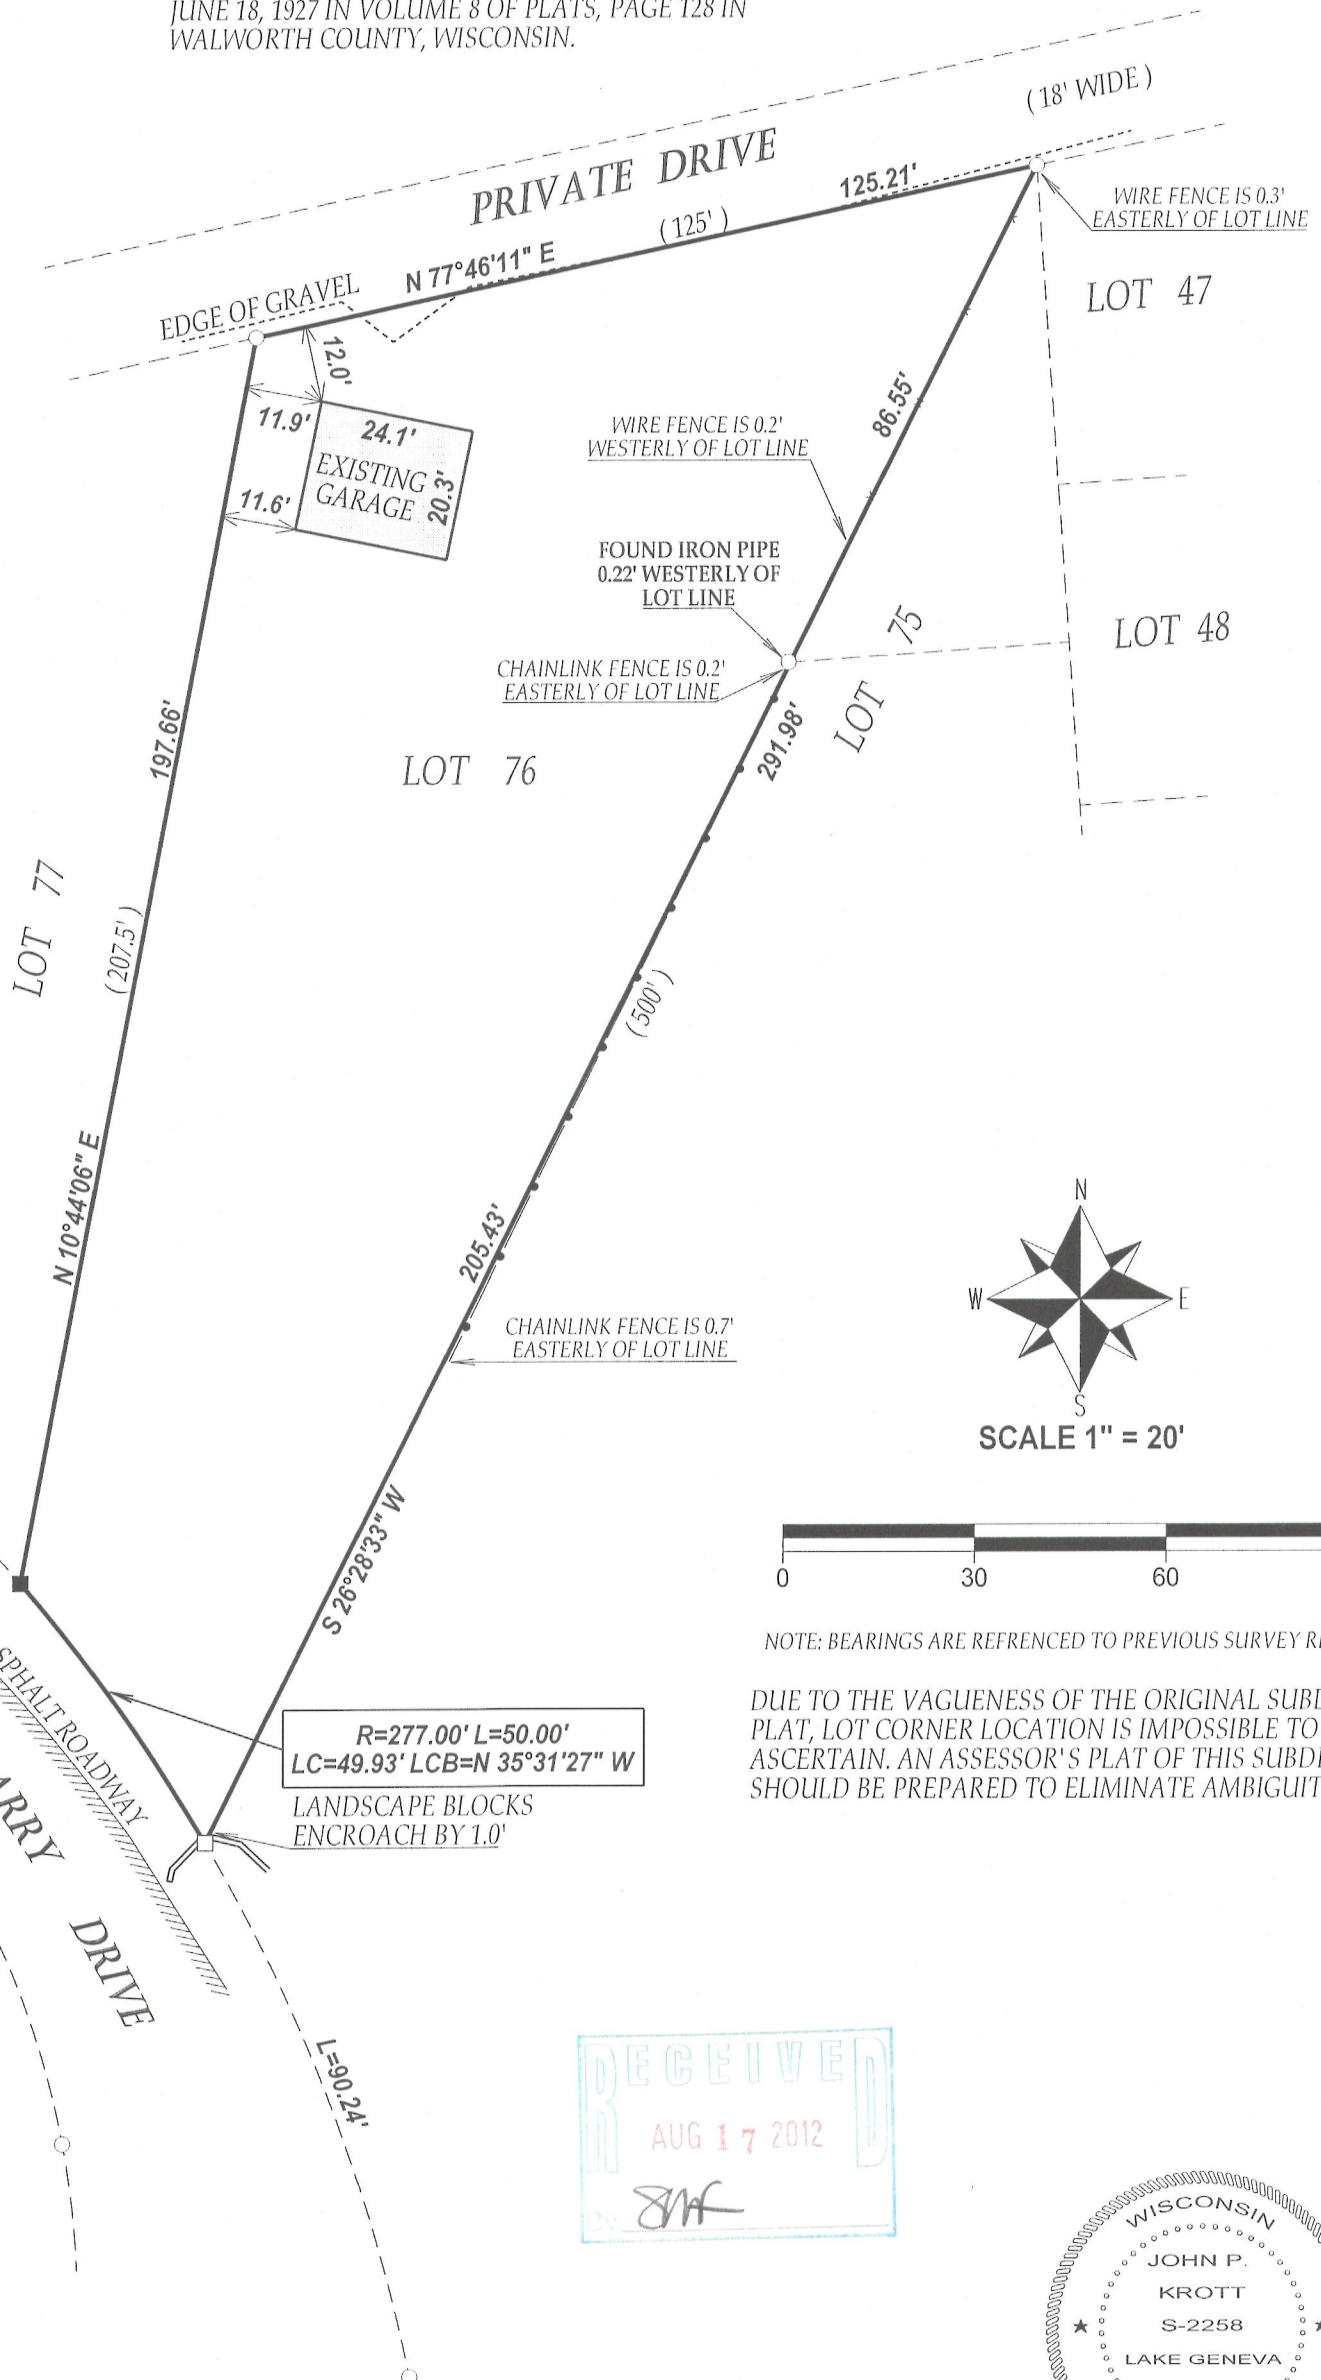 JUNE 18, 1927 IN VOLUME 8 OF PLATS, PAGE 128 IN
WALWORTH COUNTY, WISCONSIN.
( 18' WIDE )
PRIVATE DRIVE
125.21'
( 125' )
N 77°46'11" E
WIRE FENCE IS 0.3'
EASTERLY OF LOT LINE
EDGE OF GRAVEL
LOT 47
12.0'
11.9'
24.1'
EXISTING
GARAGE
20.3'
11.6'
86.55'
WIRE FENCE IS 0.2'
WESTERLY OF LOT LINE
FOUND IRON PIPE
0.22' WESTERLY OF
LOT LINE
LOT 75
LOT 48
CHAINLINK FENCE IS 0.2'
EASTERLY OF LOT LINE
291.98'
197.66'
LOT 76
LOT 77
( 207.5' )
( 500' )
N 10°44'06" E
205.43'
CHAINLINK FENCE IS 0.7'
EASTERLY OF LOT LINE
N
W
E
S
SCALE 1" = 20'
S 26°28'33" W
0 30 60
NOTE: BEARINGS ARE REFRENCED TO PREVIOUS SURVEY
DUE TO THE VAGUENESS OF THE ORIGINAL
PLAT, LOT CORNER LOCATION IS IMPOSSIBLE TO
ASCERTAIN. AN ASSESSOR'S PLAT OF THIS
SHOULD BE PREPARED TO ELIMINATE
SPHALT ROADWAY
R=277.00' L=50.00'
LC=49.93' LCB=N 35°31'27" W
LANDSCAPE BLOCKS
ENCROACH BY 1.0'
ARRY DRIVE
L=90.24'
RECEIVED
AUG 17 2012
By
WISCONSIN
JOHN P.
KROTT
S-2258
LAKE GENEVA